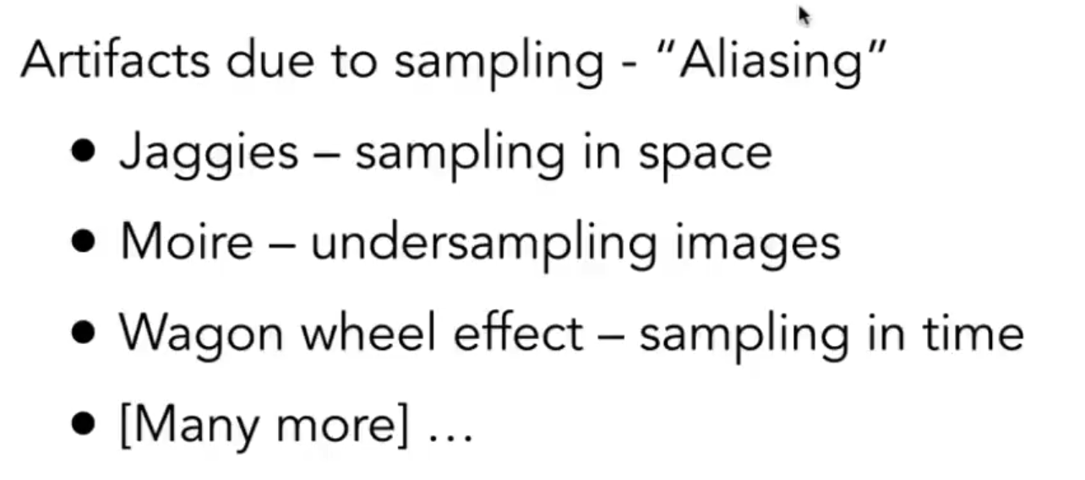 Artifacts due to sampling - “Aliasing”
● Jaggies – sampling in space
● Moire – undersampling images
● Wagon wheel effect – sampling in time
● [Many more] …